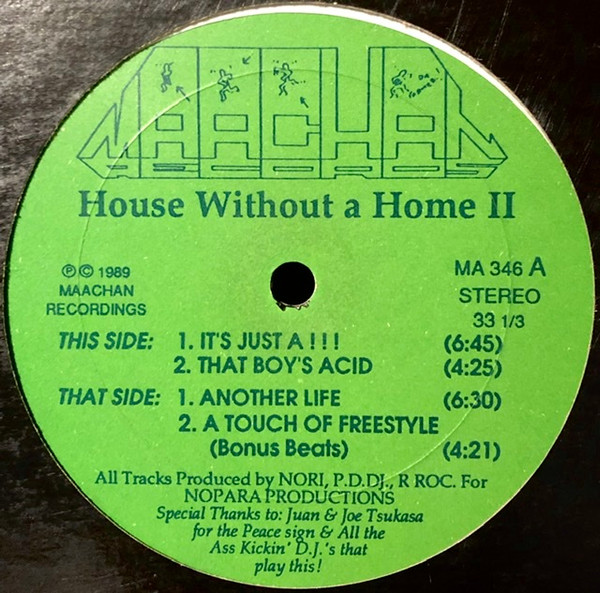 MAACHAN
RECORDS
House Without a Home II
℗ © 1989
MAACHAN
RECORDINGS
MA 346 A
STEREO
33 1/3
THIS SIDE: 1. IT'S JUST A ! ! ! (6:45)
2. THAT BOY'S ACID (4:25)
THAT SIDE: 1. ANOTHER LIFE (6:30)
2. A TOUCH OF FREESTYLE
(Bonus Beats) (4:21)
All Tracks Produced by NORI, P.D.DJ., R ROC. For
NOPARA PRODUCTIONS
Special Thanks to: Juan & Joe Tsukasa
for the Peace sign & All the
Ass Kickin' D.J.'s that
play this!